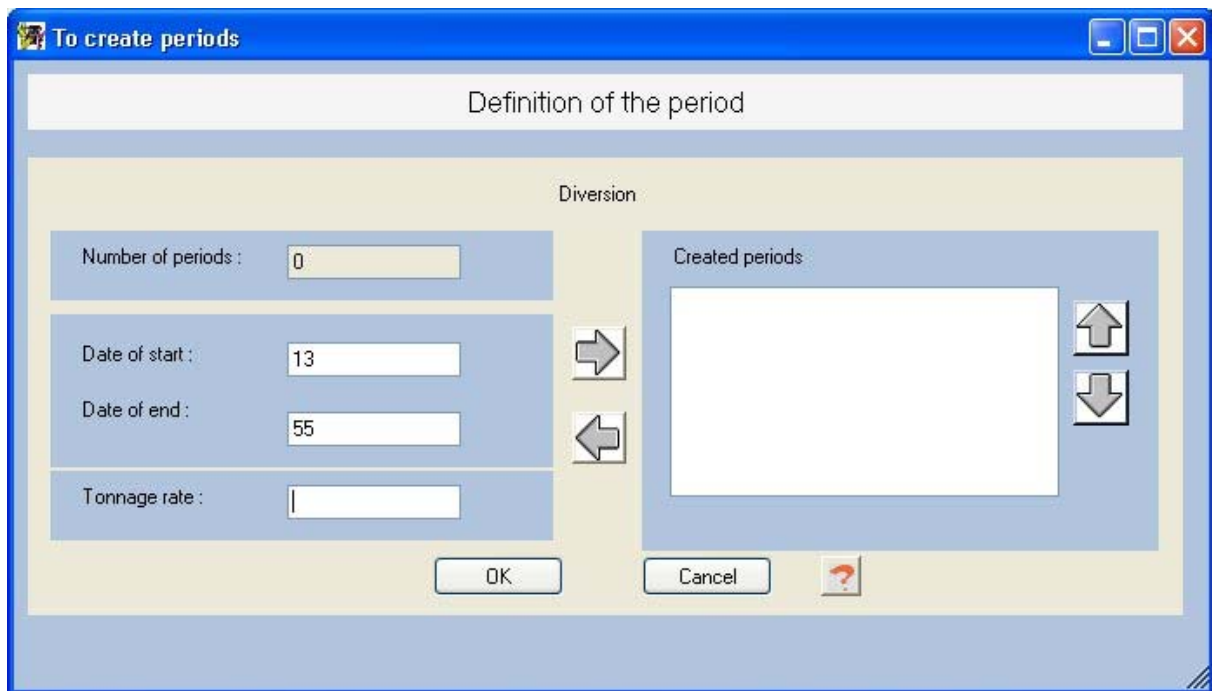 To create periods
Definition of the period
Diversion
Number of periods : 0
Date of start : 13
Date of end : 55
Tonnage rate :
Created periods
OK Cancel ?